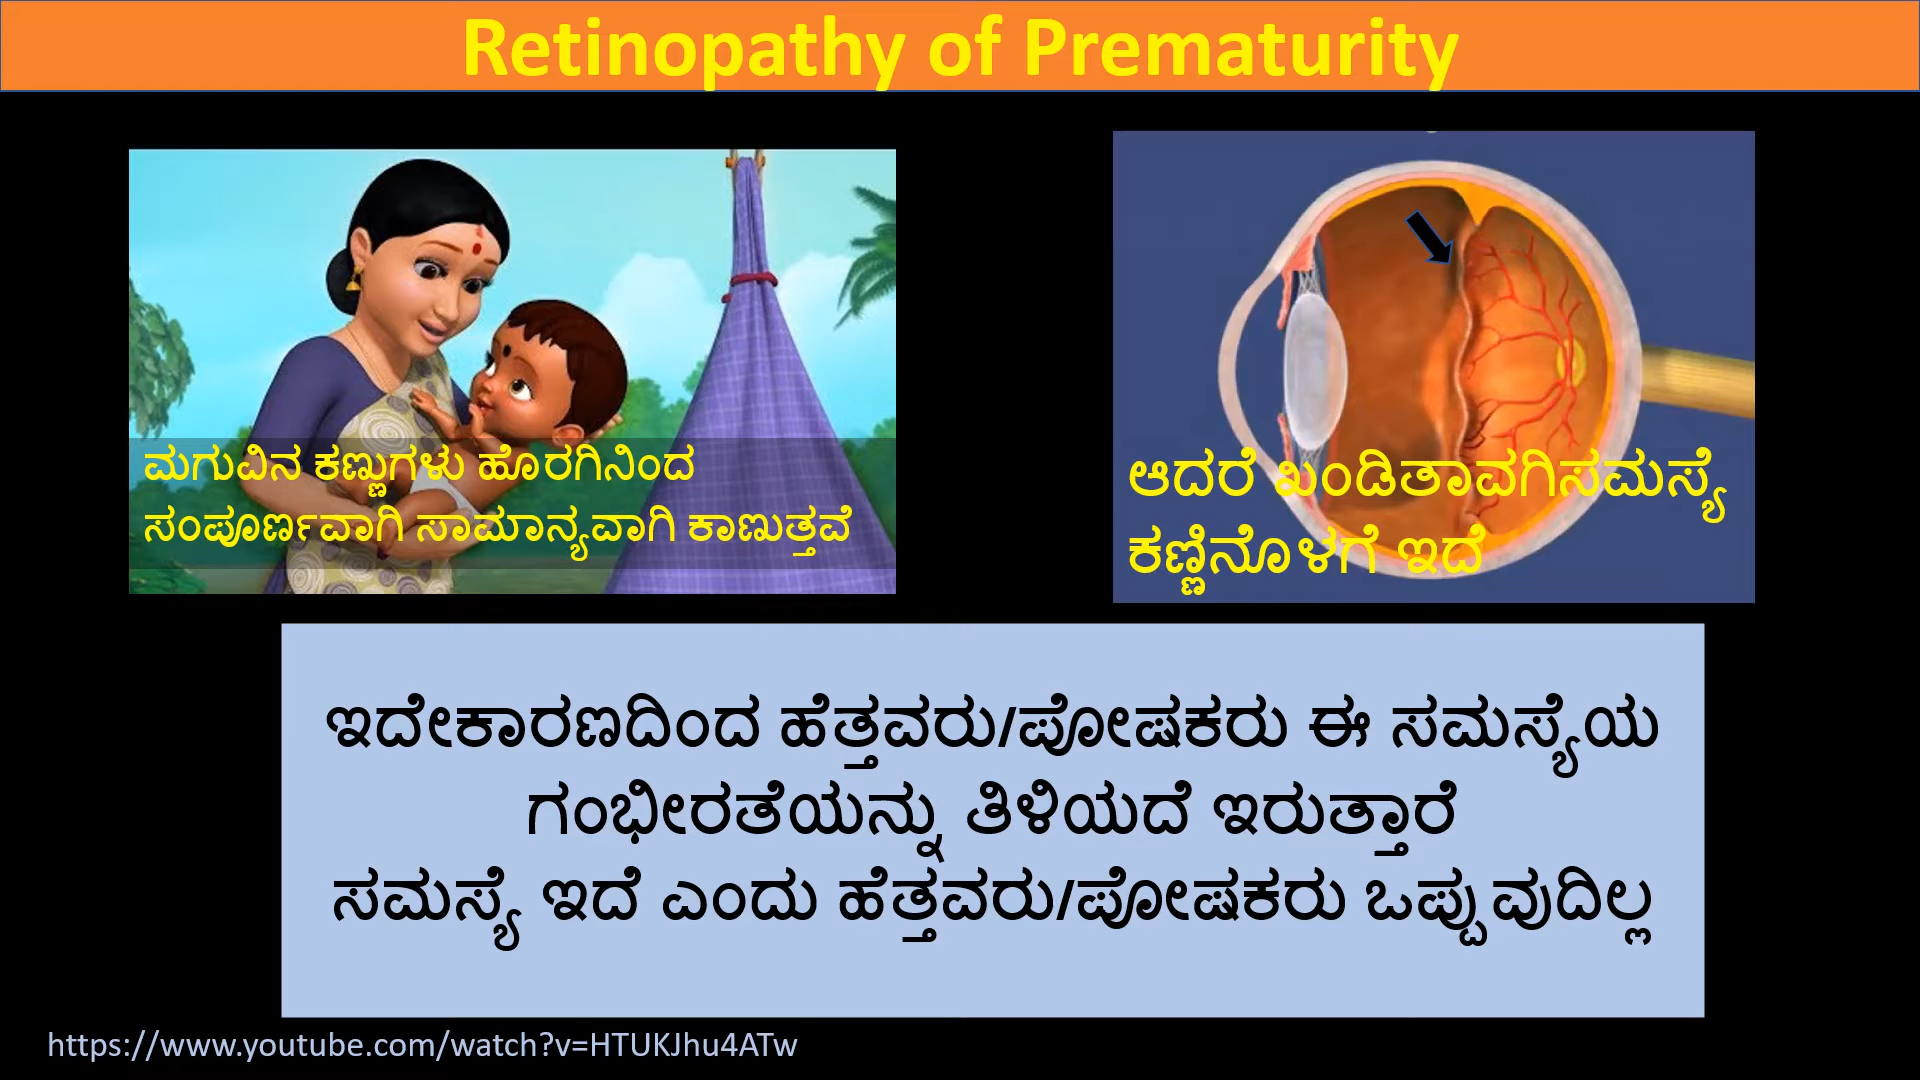 Retinopathy of Prematurity
ಮಗುವಿನ ಕಣ್ಣುಗಳು ಹೊರಗಿನಿಂದ
ಸಂಪೂರ್ಣವಾಗಿ ಸಾಮಾನ್ಯವಾಗಿ ಕಾಣುತ್ತವೆ
ಆದರೆ ಖಂಡಿತಾವಗಿಸಮಸ್ಯೆ
ಕಣ್ಣಿನೊಳಗೆ ಇದೆ
ಇದೇಕಾರಣದಿಂದ ಹೆತ್ತವರು/ಪೋಷಕರು ಈ ಸಮಸ್ಯೆಯ
ಗಂಭೀರತೆಯನ್ನು ತಿಳಿಯದೆ ಇರುತ್ತಾರೆ
ಸಮಸ್ಯೆ ಇದೆ ಎಂದು ಹೆತ್ತವರು/ಪೋಷಕರು ಒಪ್ಪುವುದಿಲ್ಲ
https://www.youtube.com/watch?v=HTUKJhu4ATw